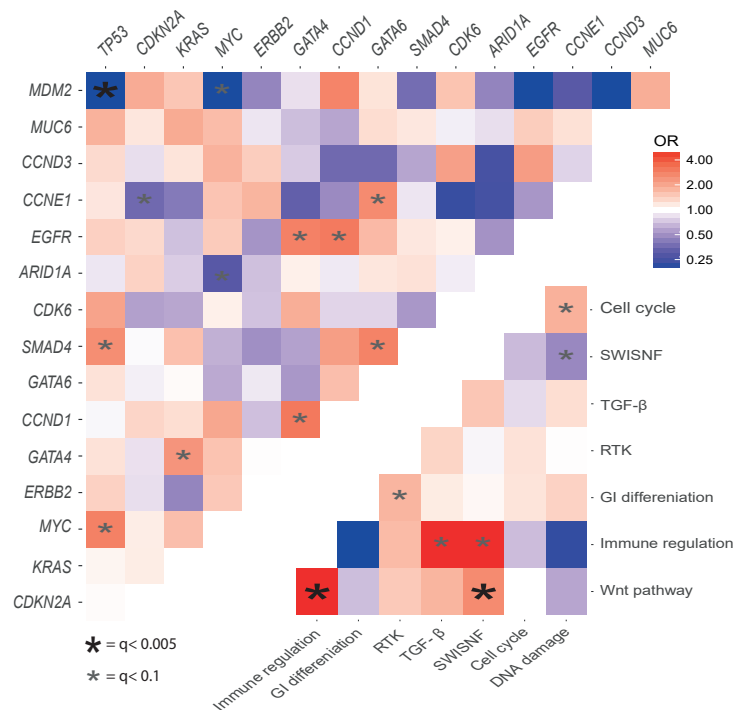 TP53 CDKN2A KRAS MYC ERBB2 GATA4 CCND1 GATA6 SMAD4 CDK6 ARID1A EGFR CCNE1 CCND3 MUC6
MDM2
MUC6
CCND3
CCNE1
EGFR
ARID1A
CDK6
SMAD4
GATA6
CCND1
GATA4
ERBB2
MYC
KRAS
CDKN2A
OR
4.00
2.00
1.00
0.50
0.25
Cell cycle
SWISNF
TGF-β
RTK
GI differeniation
Immune regulation
Wnt pathway
Immune regulation
GI differeniation
RTK
TGF- β
SWISNF
Cell cycle
DNA damage
* = q< 0.005
* = q< 0.1